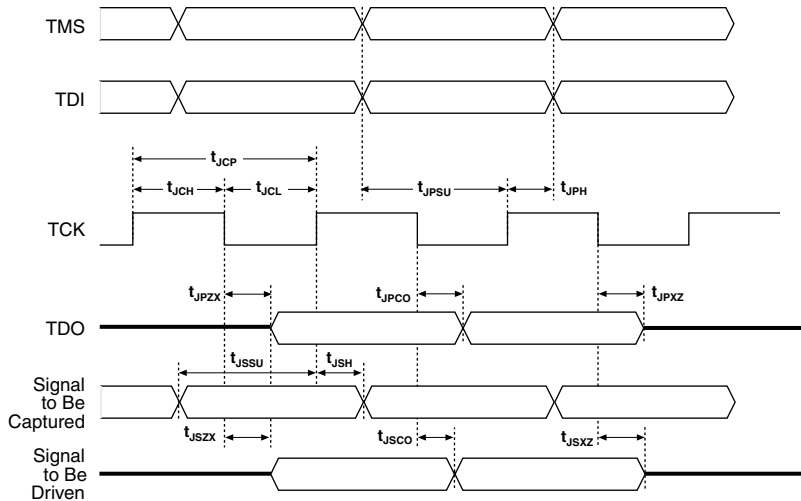 TMS
TDI
tJCP
tJCH
tJCL
tJPSU
tJPH
TCK
tJPZX
tJPCO
tJPXZ
TDO
tJSSU
tJSH
Signal
to Be
Captured
tJSZX
tJSCO
tJSXZ
Signal
to Be
Driven